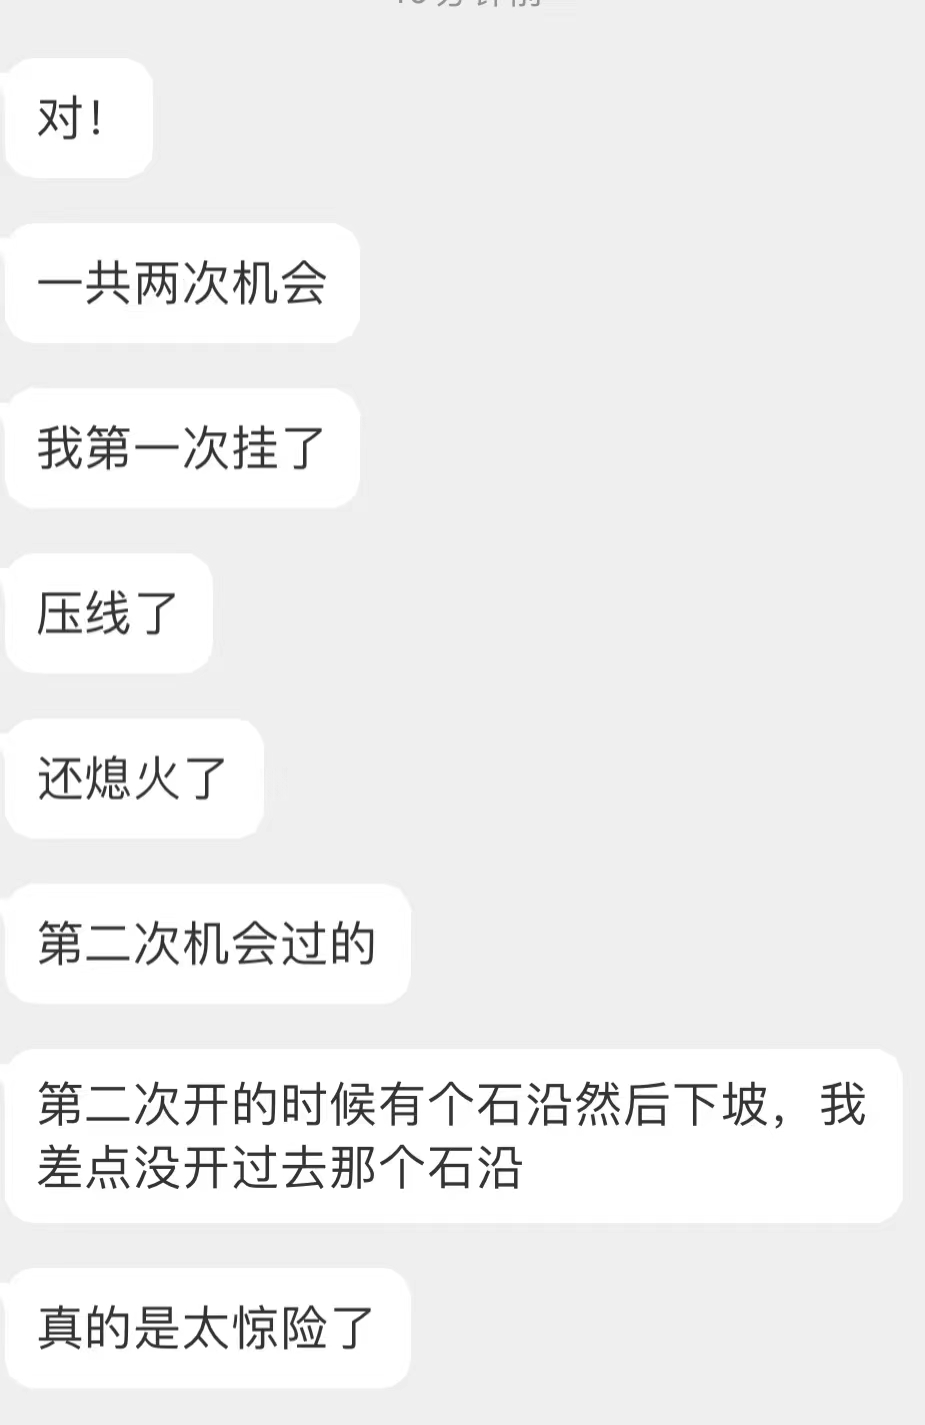 对！
一共两次机会
我第一次挂了
压线了
还熄火了
第二次机会过的
第二次开的时候有个石沿然后下坡，我
差点没开过去那个石沿
真的是太惊险了